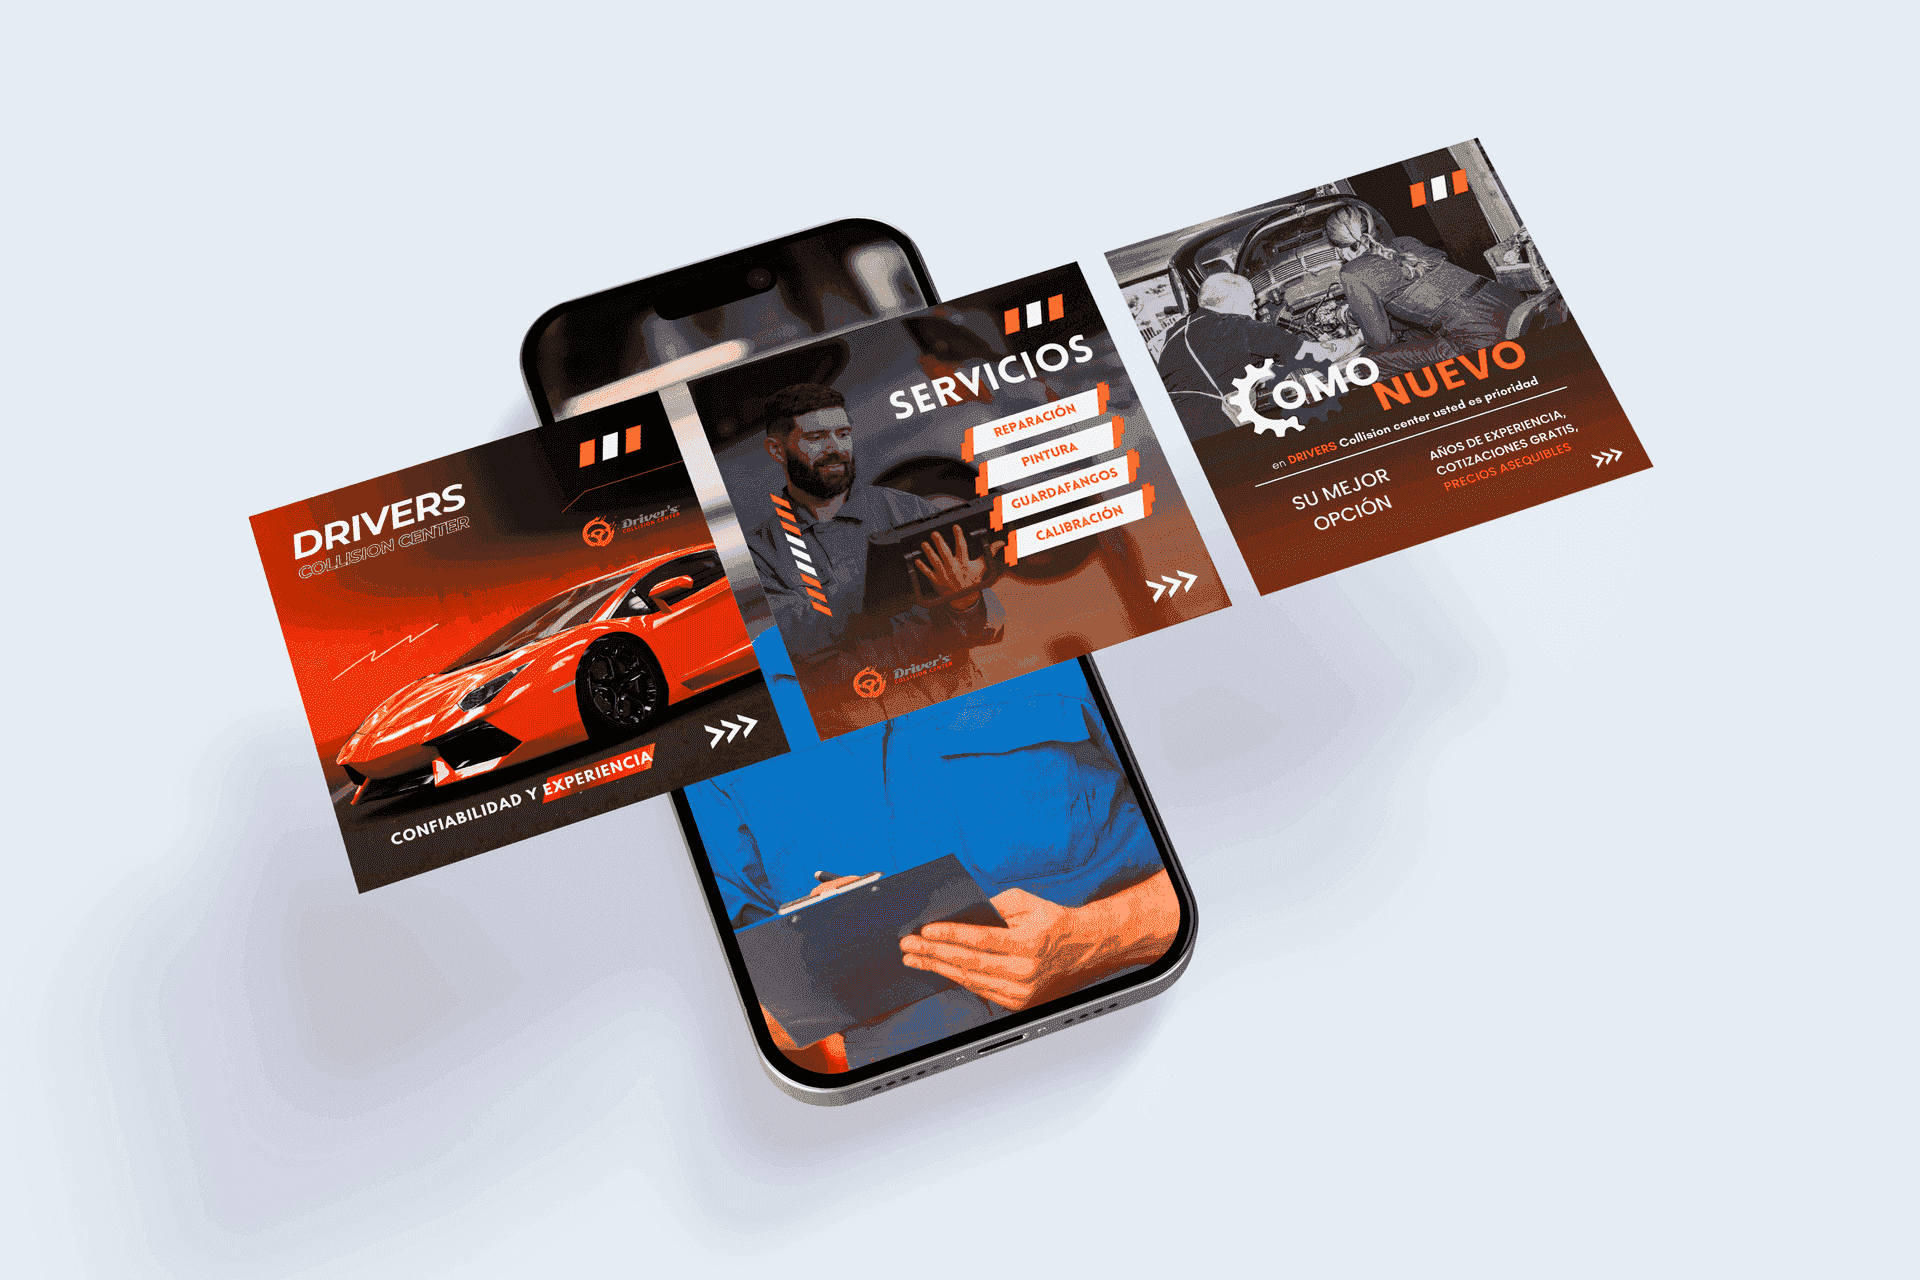 DRIVERS
COLLISION CENTER
Driver's
COLLISION CENTER
CONFIABILIDAD Y EXPERIENCIA
SERVICIOS
REPARACIÓN
PINTURA
GUARDAFANGOS
CALIBRACIÓN
Driver's
COLLISION CENTER
COMO
NUEVO
en DRIVERS Collision center usted es prioridad
SU MEJOR
OPCIÓN
AÑOS DE EXPERIENCIA,
COTIZACIONES GRATIS,
PRECIOS ASEQUIBLES